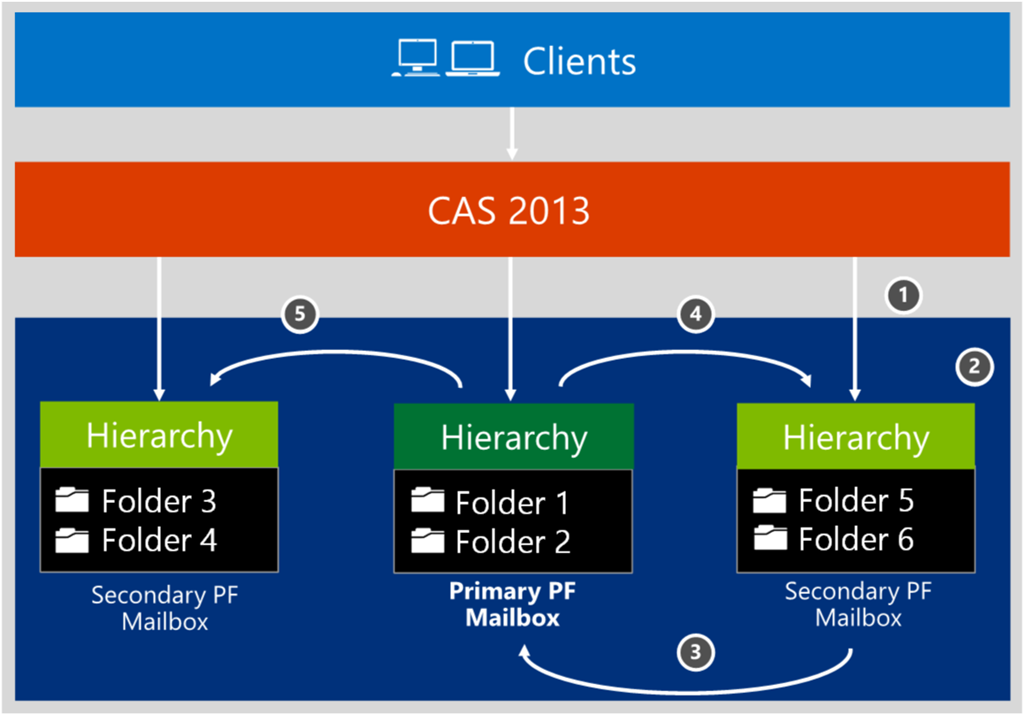 Clients
CAS 2013
1
5
4
2
Hierarchy
Folder 3
Folder 4
Secondary PF
Mailbox
Hierarchy
Folder 1
Folder 2
Primary PF
Mailbox
Hierarchy
Folder 5
Folder 6
Secondary PF
Mailbox
3